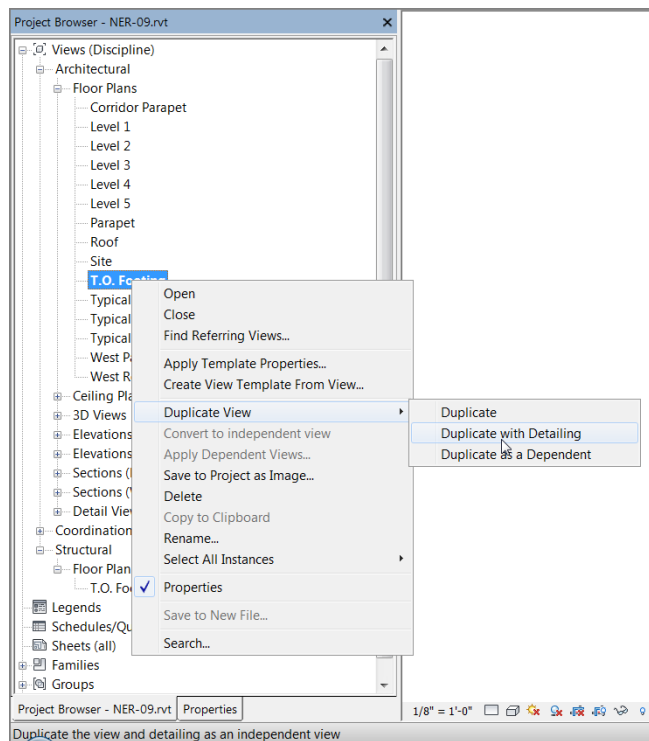 Project Browser - NER-09.rvt
Views (Discipline)
Architectural
Floor Plans
Corridor Parapet
Level 1
Level 2
Level 3
Level 4
Level 5
Parapet
Roof
Site
T.O. Footing
Typical
Typical
Typical
West P
West R
Ceiling Pla
3D Views
Elevations
Elevations
Sections (
Sections (
Detail Vie
Coordination
Structural
Floor Plan
T.O. Fo
Legends
Schedules/Qu
Sheets (all)
Families
Groups
Open
Close
Find Referring Views...
Apply Template Properties...
Create View Template From View...
Duplicate View
Convert to independent view
Apply Dependent Views...
Save to Project as Image...
Delete
Copy to Clipboard
Rename...
Select All Instances
Properties
Save to New File...
Search...
Duplicate
Duplicate with Detailing
Duplicate as a Dependent
Project Browser - NER-09.rvt Properties
1/8" = 1'-0"
Duplicate the view and detailing as an independent view